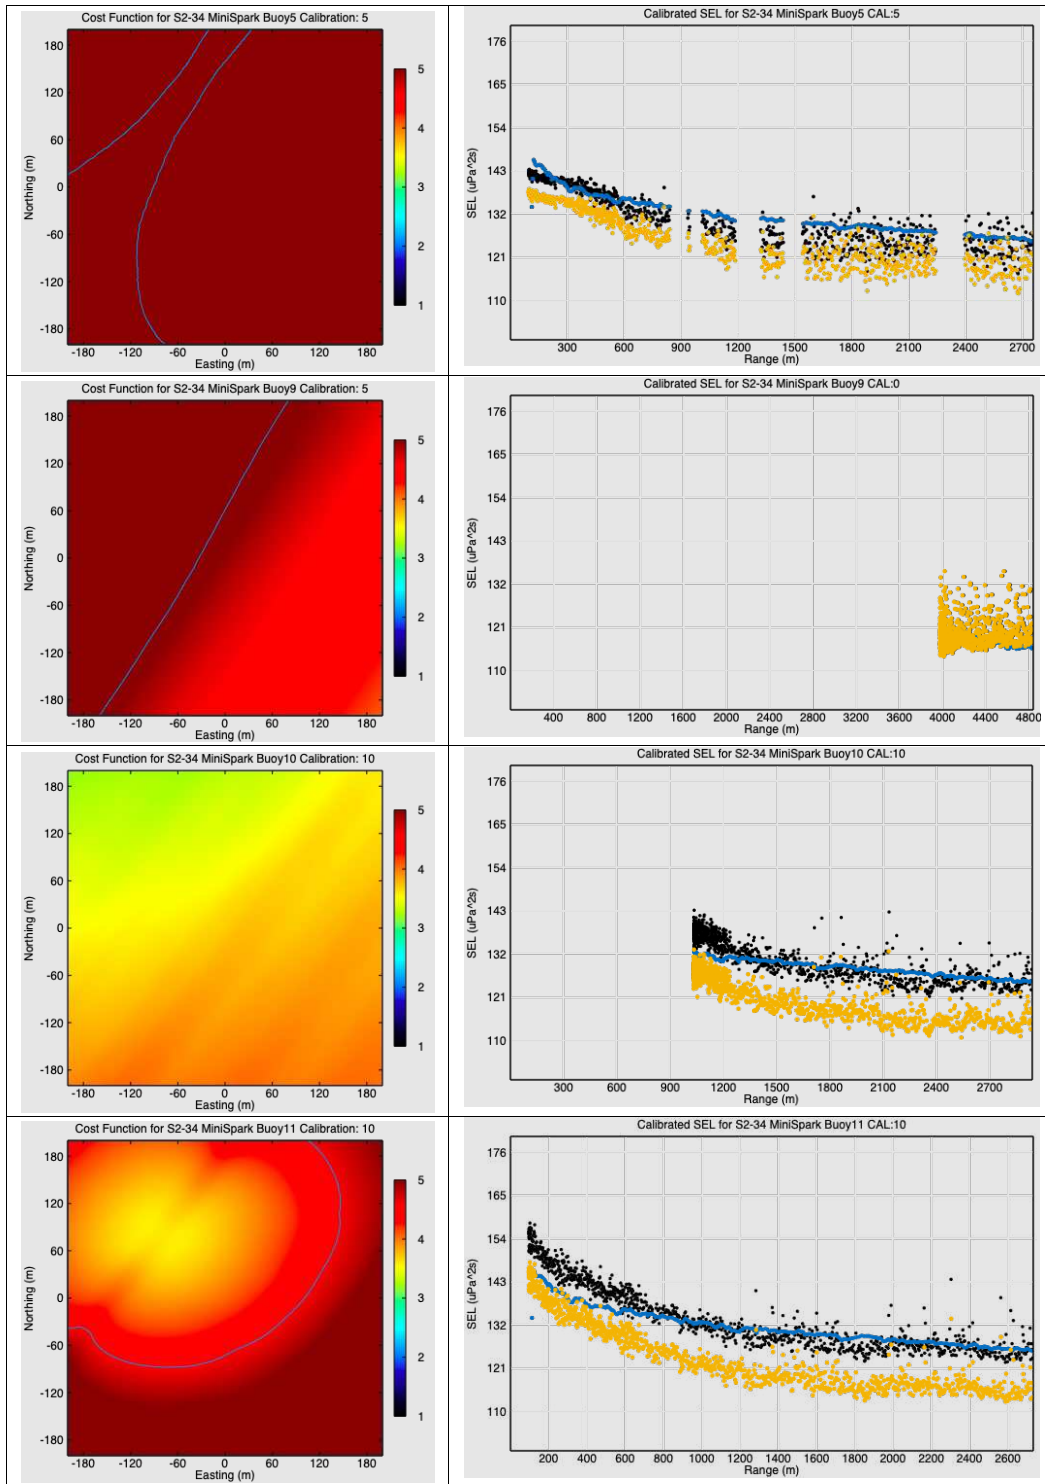 Cost Function for S2-34 MiniSpark Buoy5 Calibration: 5
180
120
60
0
-60
-120
-180
Northing (m)
-180 -120 -60 0 60 120 180
Easting (m)
5
4
3
2
1
Calibrated SEL for S2-34 MiniSpark Buoy5 CAL:5
176
165
154
143
132
121
110
SEL (uPa^2s)
300 600 900 1200 1500 1800 2100 2400 2700
Range (m)
Cost Function for S2-34 MiniSpark Buoy9 Calibration: 5
180
120
60
0
-60
-120
-180
Northing (m)
-180 -120 -60 0 60 120 180
Easting (m)
5
4
3
2
1
Calibrated SEL for S2-34 MiniSpark Buoy9 CAL:0
176
165
154
143
132
121
110
SEL (uPa^2s)
400 800 1200 1600 2000 2400 2800 3200 3600 4000 4400 4800
Range (m)
Cost Function for S2-34 MiniSpark Buoy10 Calibration: 10
180
120
60
0
-60
-120
-180
Northing (m)
-180 -120 -60 0 60 120 180
Easting (m)
5
4
3
2
1
Calibrated SEL for S2-34 MiniSpark Buoy10 CAL:10
176
165
154
143
132
121
110
SEL (uPa^2s)
300 600 900 1200 1500 1800 2100 2400 2700
Range (m)
Cost Function for S2-34 MiniSpark Buoy11 Calibration: 10
180
120
60
0
-60
-120
-180
Northing (m)
-180 -120 -60 0 60 120 180
Easting (m)
5
4
3
2
1
Calibrated SEL for S2-34 MiniSpark Buoy11 CAL:10
176
165
154
143
132
121
110
SEL (uPa^2s)
200 400 600 800 1000 1200 1400 1600 1800 2000 2200 2400 2600
Range (m)